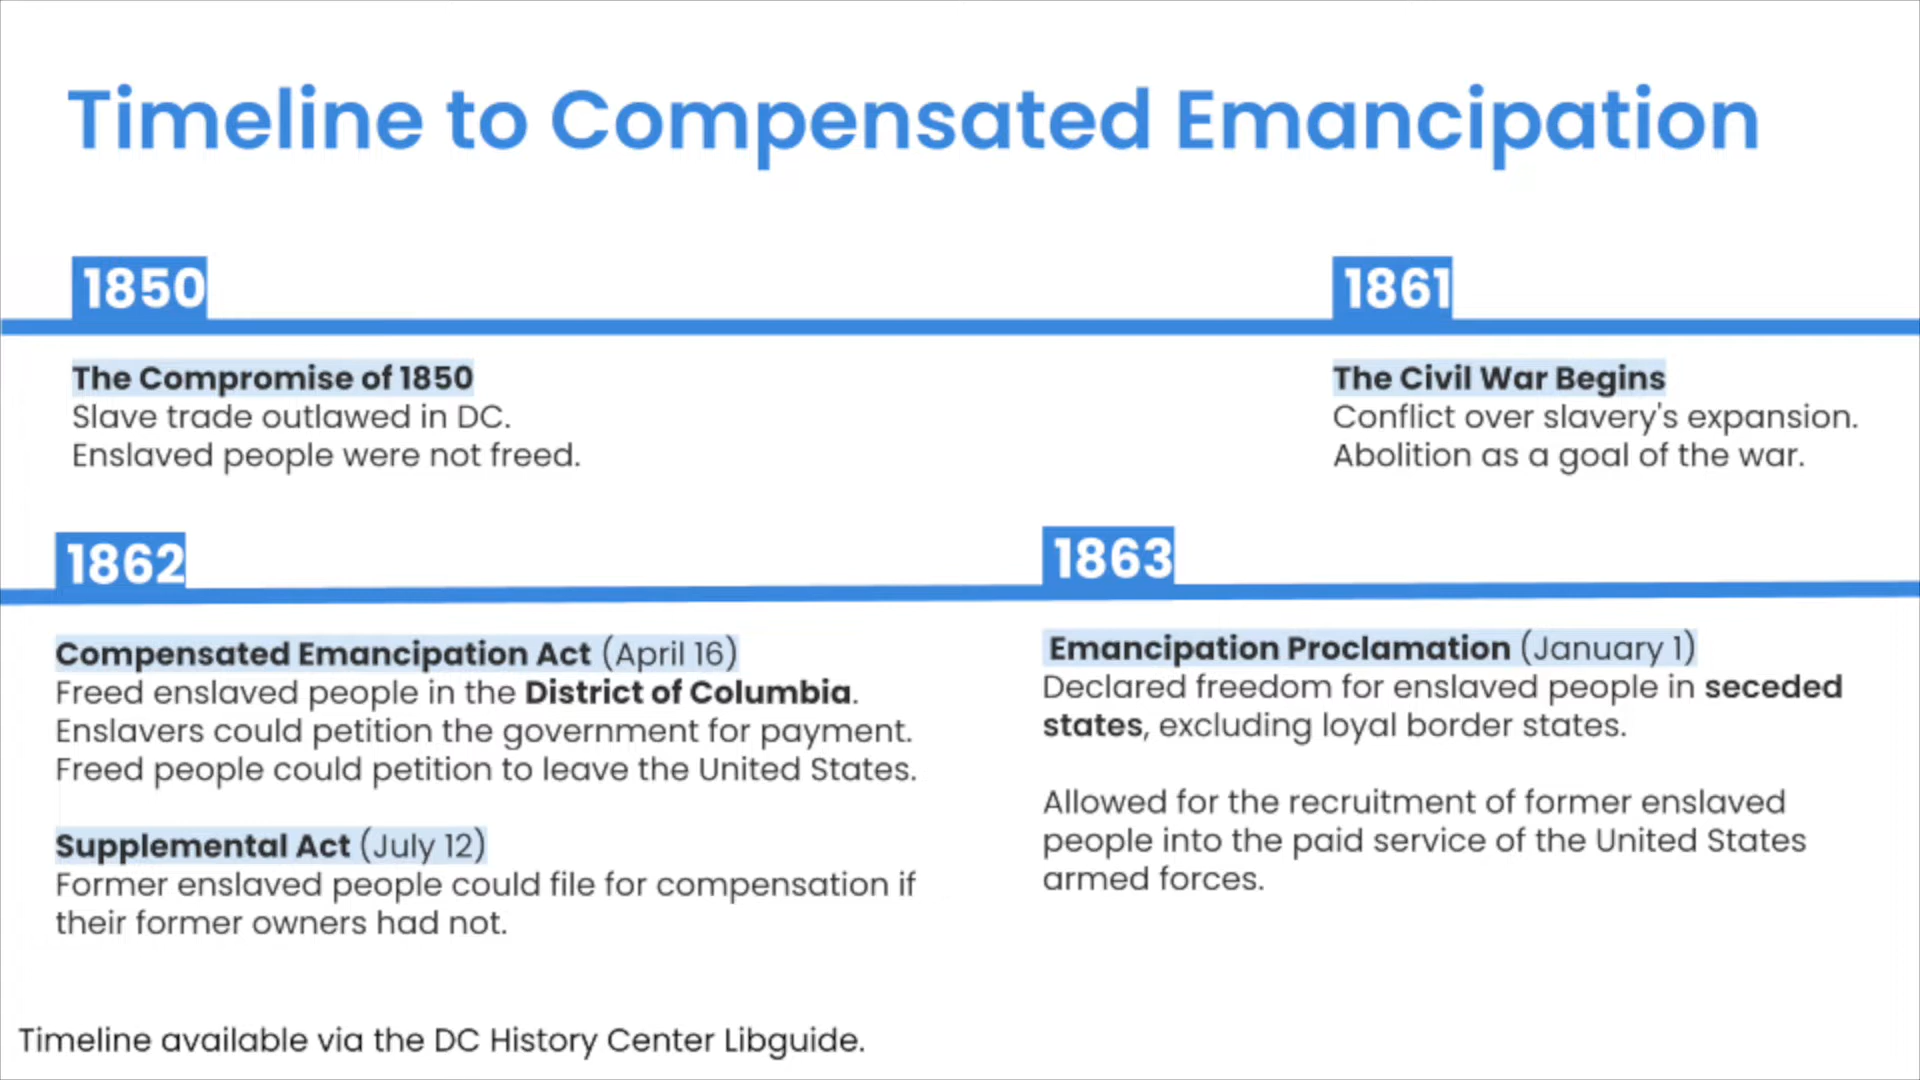 Timeline to Compensated Emancipation
1850
1861
The Compromise of 1850
Slave trade outlawed in DC.
Enslaved people were not freed.
The Civil War Begins
Conflict over slavery's expansion.
Abolition as a goal of the war.
1862
1863
Compensated Emancipation Act (April 16)
Freed enslaved people in the District of Columbia.
Enslavers could petition the government for payment.
Freed people could petition to leave the United States.
Supplemental Act (July 12)
Former enslaved people could file for compensation if
their former owners had not.
Emancipation Proclamation (January 1)
Declared freedom for enslaved people in seceded
states, excluding loyal border states.
Allowed for the recruitment of former enslaved
people into the paid service of the United States
armed forces.
Timeline available via the DC History Center Libguide.